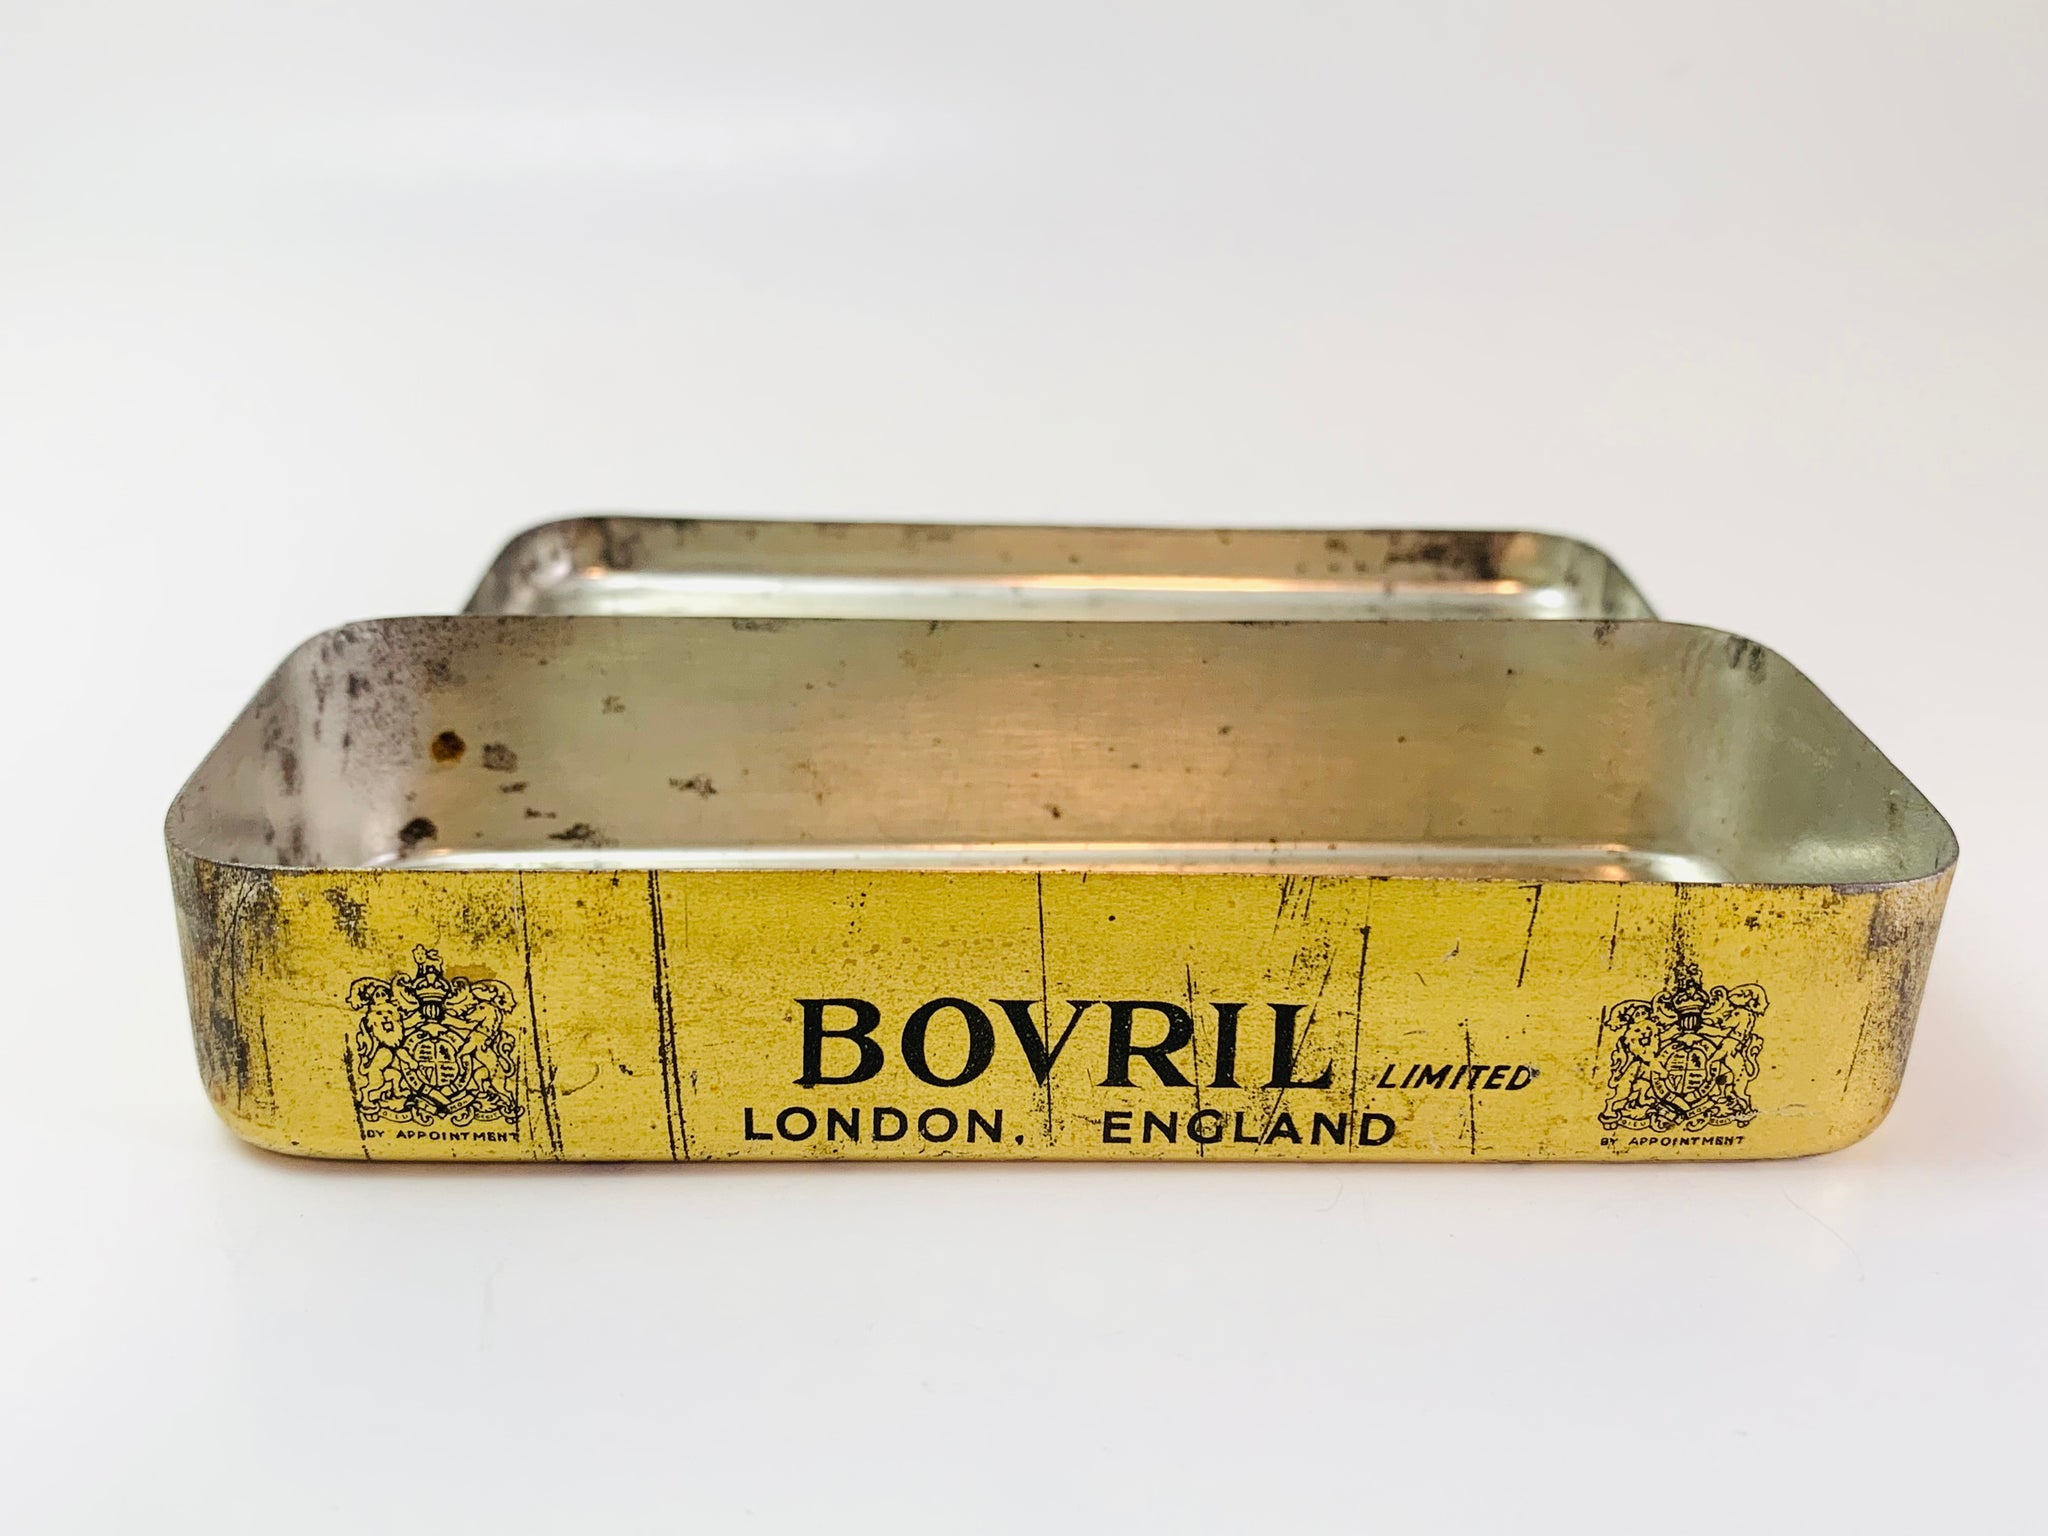 BOVRIL LIMITED
LONDON, ENGLAND
BY APPOINTMENT
BY APPOINTMENT